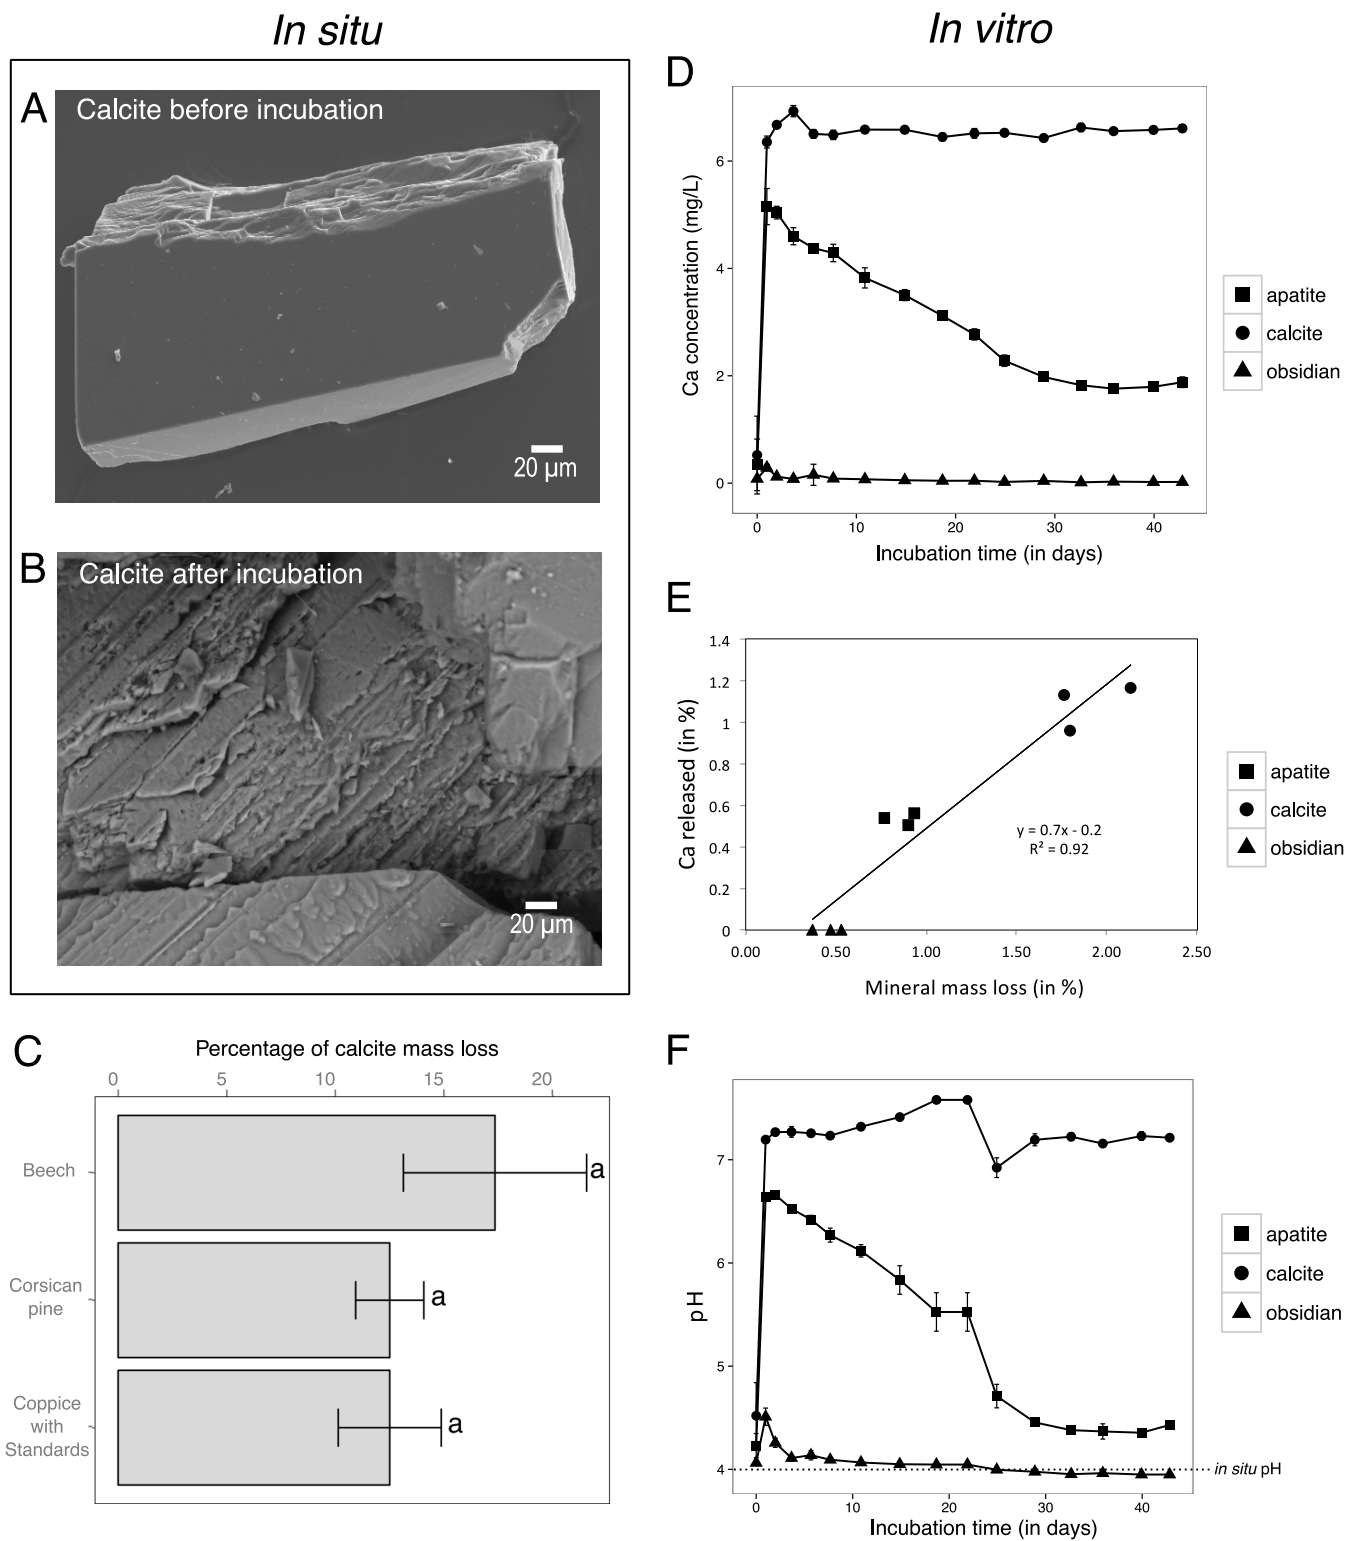 In situ
In vitro
A
Calcite before incubation
20 µm
B
Calcite after incubation
20 µm
C
Percentage of calcite mass loss
0 5 10 15 20
Beech
a
Corsican
pine
a
Coppice
with
Standards
a
D
Ca concentration (mg/L)
6
4
2
0
0 10 20 30 40
Incubation time (in days)
apatite
calcite
obsidian
E
Ca released (in %)
1.4
1.2
1
0.8
0.6
0.4
0.2
0
y = 0.7x - 0.2
R² = 0.92
0.00 0.50 1.00 1.50 2.00 2.50
Mineral mass loss (in %)
apatite
calcite
obsidian
F
pH
7
6
5
4
in situ pH
0 10 20 30 40
Incubation time (in days)
apatite
calcite
obsidian